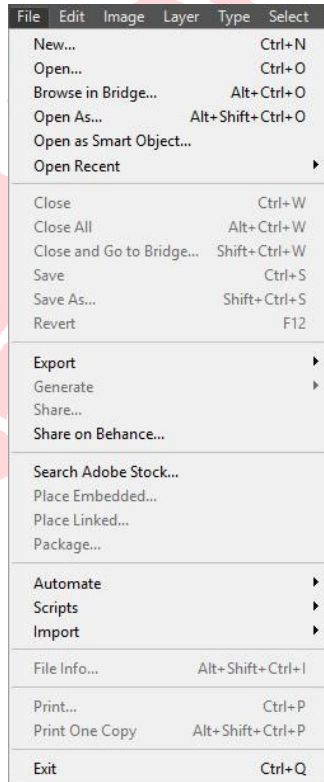 File Edit Image Layer Type Select
New... Ctrl+N
Open... Ctrl+O
Browse in Bridge... Alt+Ctrl+O
Open As... Alt+Shift+Ctrl+O
Open as Smart Object...
Open Recent
Close Ctrl+W
Close All Alt+Ctrl+W
Close and Go to Bridge... Shift+Ctrl+W
Save Ctrl+S
Save As... Shift+Ctrl+S
Revert F12
Export
Generate
Share...
Share on Behance...
Search Adobe Stock...
Place Embedded...
Place Linked...
Package...
Automate
Scripts
Import
File Info... Alt+Shift+Ctrl+I
Print... Ctrl+P
Print One Copy Alt+Shift+Ctrl+P
Exit Ctrl+Q